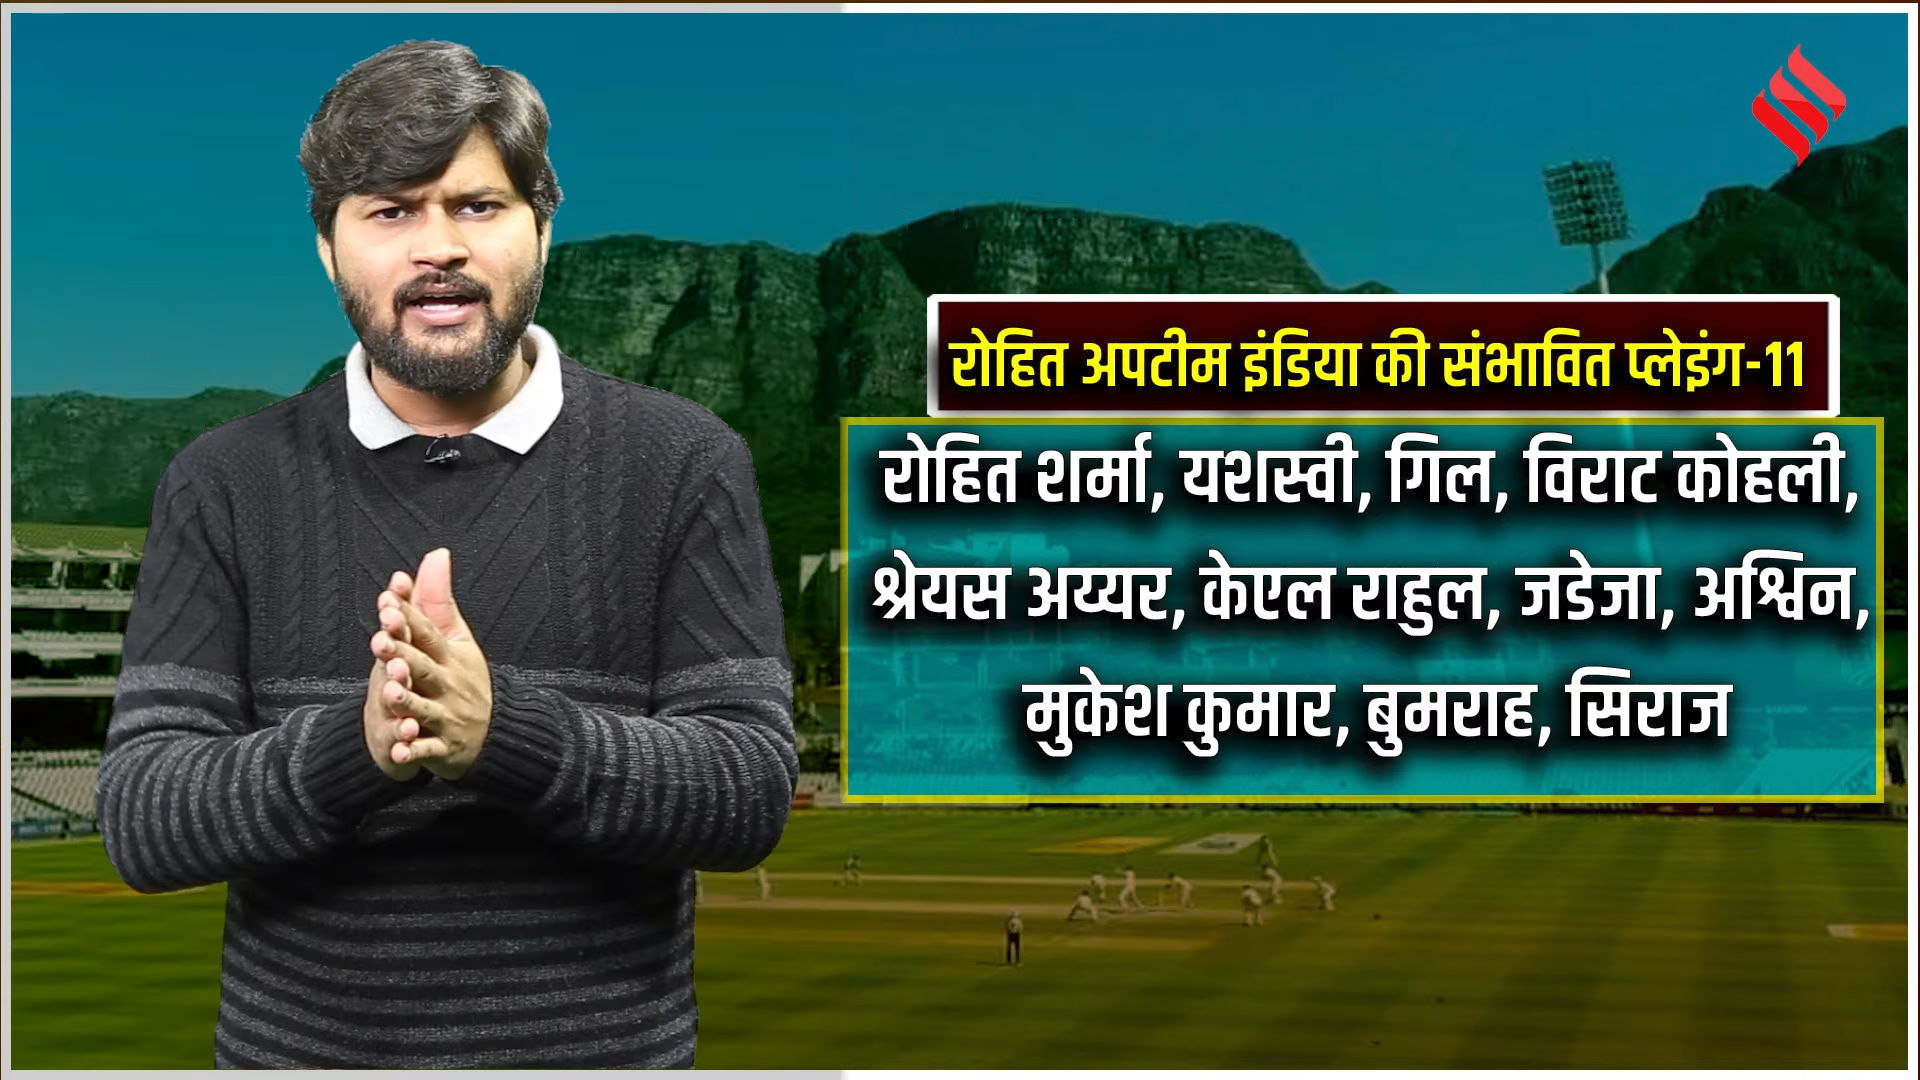 रोहित अपटीम इंडिया की संभावित प्लेइंग-11
रोहित शर्मा, यशस्वी, गिल, विराट कोहली,
श्रेयस अय्यर, केएल राहुल, जडेजा, अश्विन,
मुकेश कुमार, बुमराह, सिराज